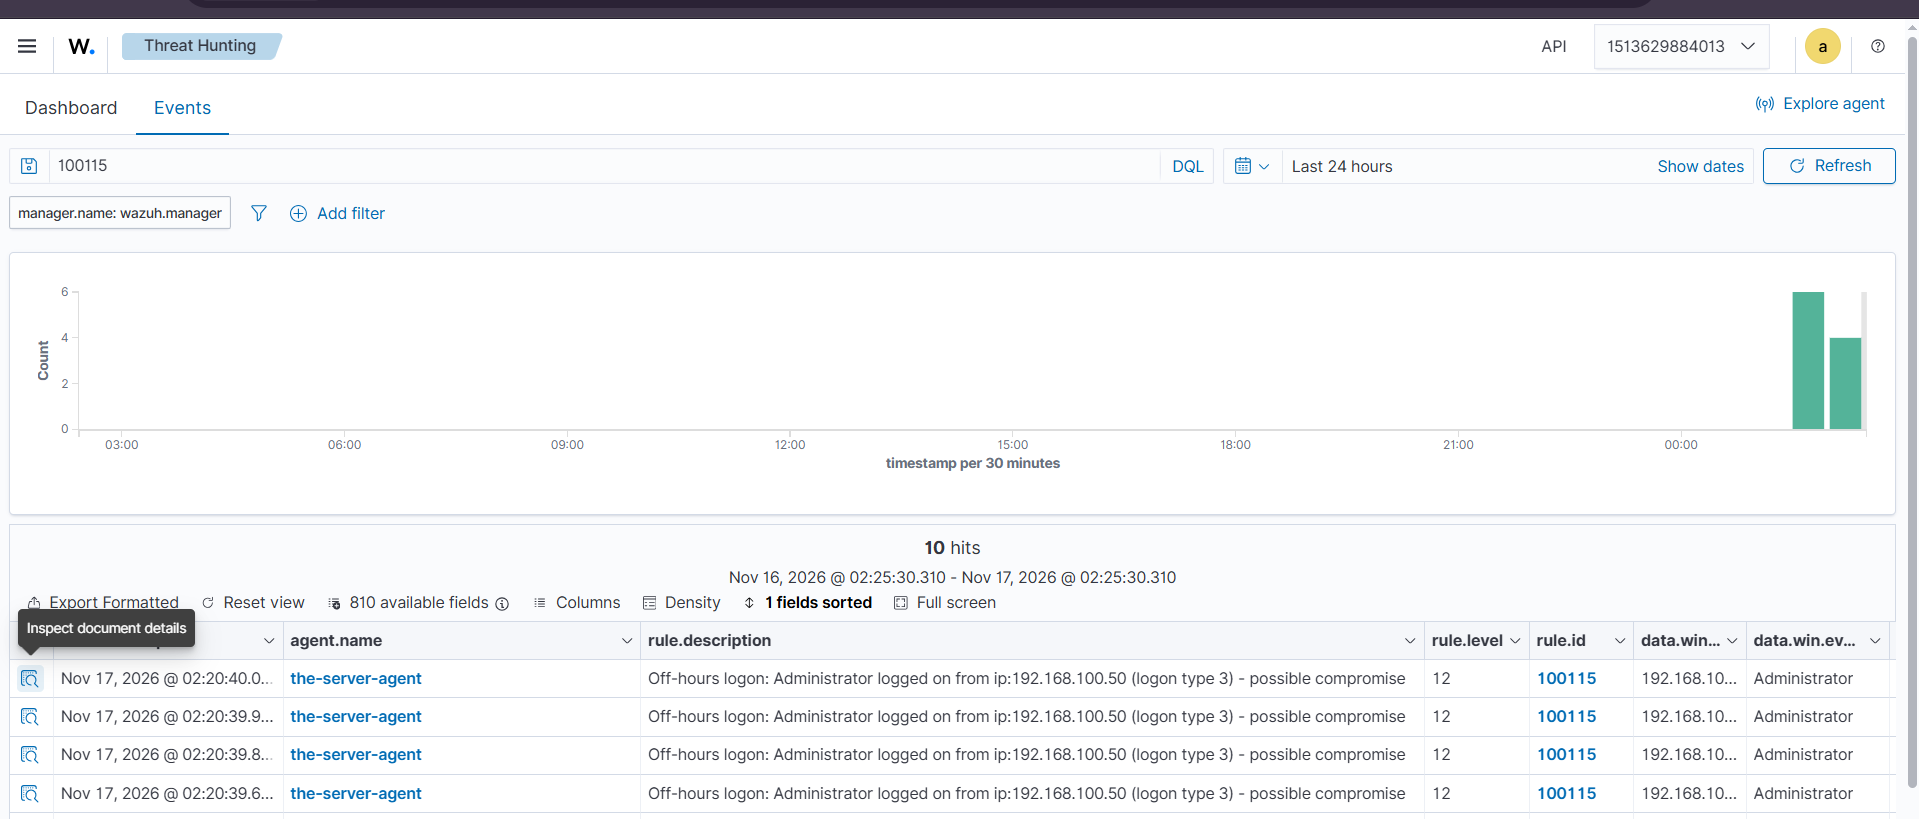 W. Threat Hunting API 1513629884013 a
Dashboard Events Explore agent
100115 DQL Last 24 hours Show dates Refresh
manager.name: wazuh.manager Add filter
6
4
2
0
Count
03:00 06:00 09:00 12:00 15:00 18:00 21:00 00:00
timestamp per 30 minutes
10 hits
Nov 16, 2026 @ 02:25:30.310 - Nov 17, 2026 @ 02:25:30.310
Export Formatted Reset view 810 available fields Columns Density 1 fields sorted Full screen
Inspect document details
agent.name rule.description rule.level rule.id data.win... data.win.ev...
Nov 17, 2026 @ 02:20:40.0... the-server-agent Off-hours logon: Administrator logged on from ip:192.168.100.50 (logon type 3) - possible compromise 12 100115 192.168.10... Administrator
Nov 17, 2026 @ 02:20:39.9... the-server-agent Off-hours logon: Administrator logged on from ip:192.168.100.50 (logon type 3) - possible compromise 12 100115 192.168.10... Administrator
Nov 17, 2026 @ 02:20:39.8... the-server-agent Off-hours logon: Administrator logged on from ip:192.168.100.50 (logon type 3) - possible compromise 12 100115 192.168.10... Administrator
Nov 17, 2026 @ 02:20:39.6... the-server-agent Off-hours logon: Administrator logged on from ip:192.168.100.50 (logon type 3) - possible compromise 12 100115 192.168.10... Administrator